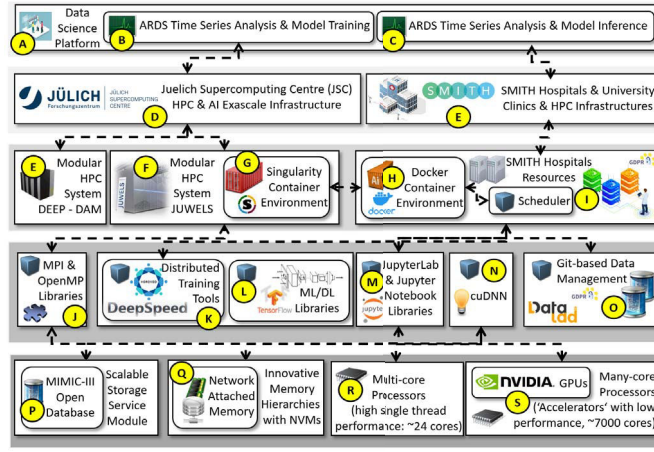 A
Data
Science
Platform
B
ARDS Time Series Analysis & Model Training
C
ARDS Time Series Analysis & Model Inference
JÜLICH
Forschungszentrum
JÜLICH
SUPERCOMPUTING
CENTRE
Juelich Supercomputing Centre (JSC)
HPC & AI Exascale Infrastructure
D
SMITH
SMITH Hospitals & University
Clinics & HPC Infrastructures
E
E
Modular
HPC
System
DEEP - DAM
F
JUWELS
Modular
HPC
System
JUWELS
G
Singularity
Container
Environment
S
H
docker
Docker
Container
Environment
SMITH Hospitals
Resources
Scheduler
GDPR
I
MPI &
OpenMP
Libraries
J
Distributed
Training
Tools
HOROVOD
DeepSpeed
K
L
TensorFlow
ML/DL
Libraries
M
JupyterLab
& Jupyter
Notebook
Libraries
jupyter
N
cuDNN
Git-based Data
Management
GDPR
DataLad
O
MIMIC-III
Open
Database
P
Scalable
Storage
Service
Module
Q
Network
Attached
Memory
Innovative
Memory
Hierarchies
with NVMs
R
Multi-core
Processors
(high single thread
performance: ~24 cores)
NVIDIA. GPUs
S
Many-core
Processors
('Accelerators' with low
performance, ~7000 cores)